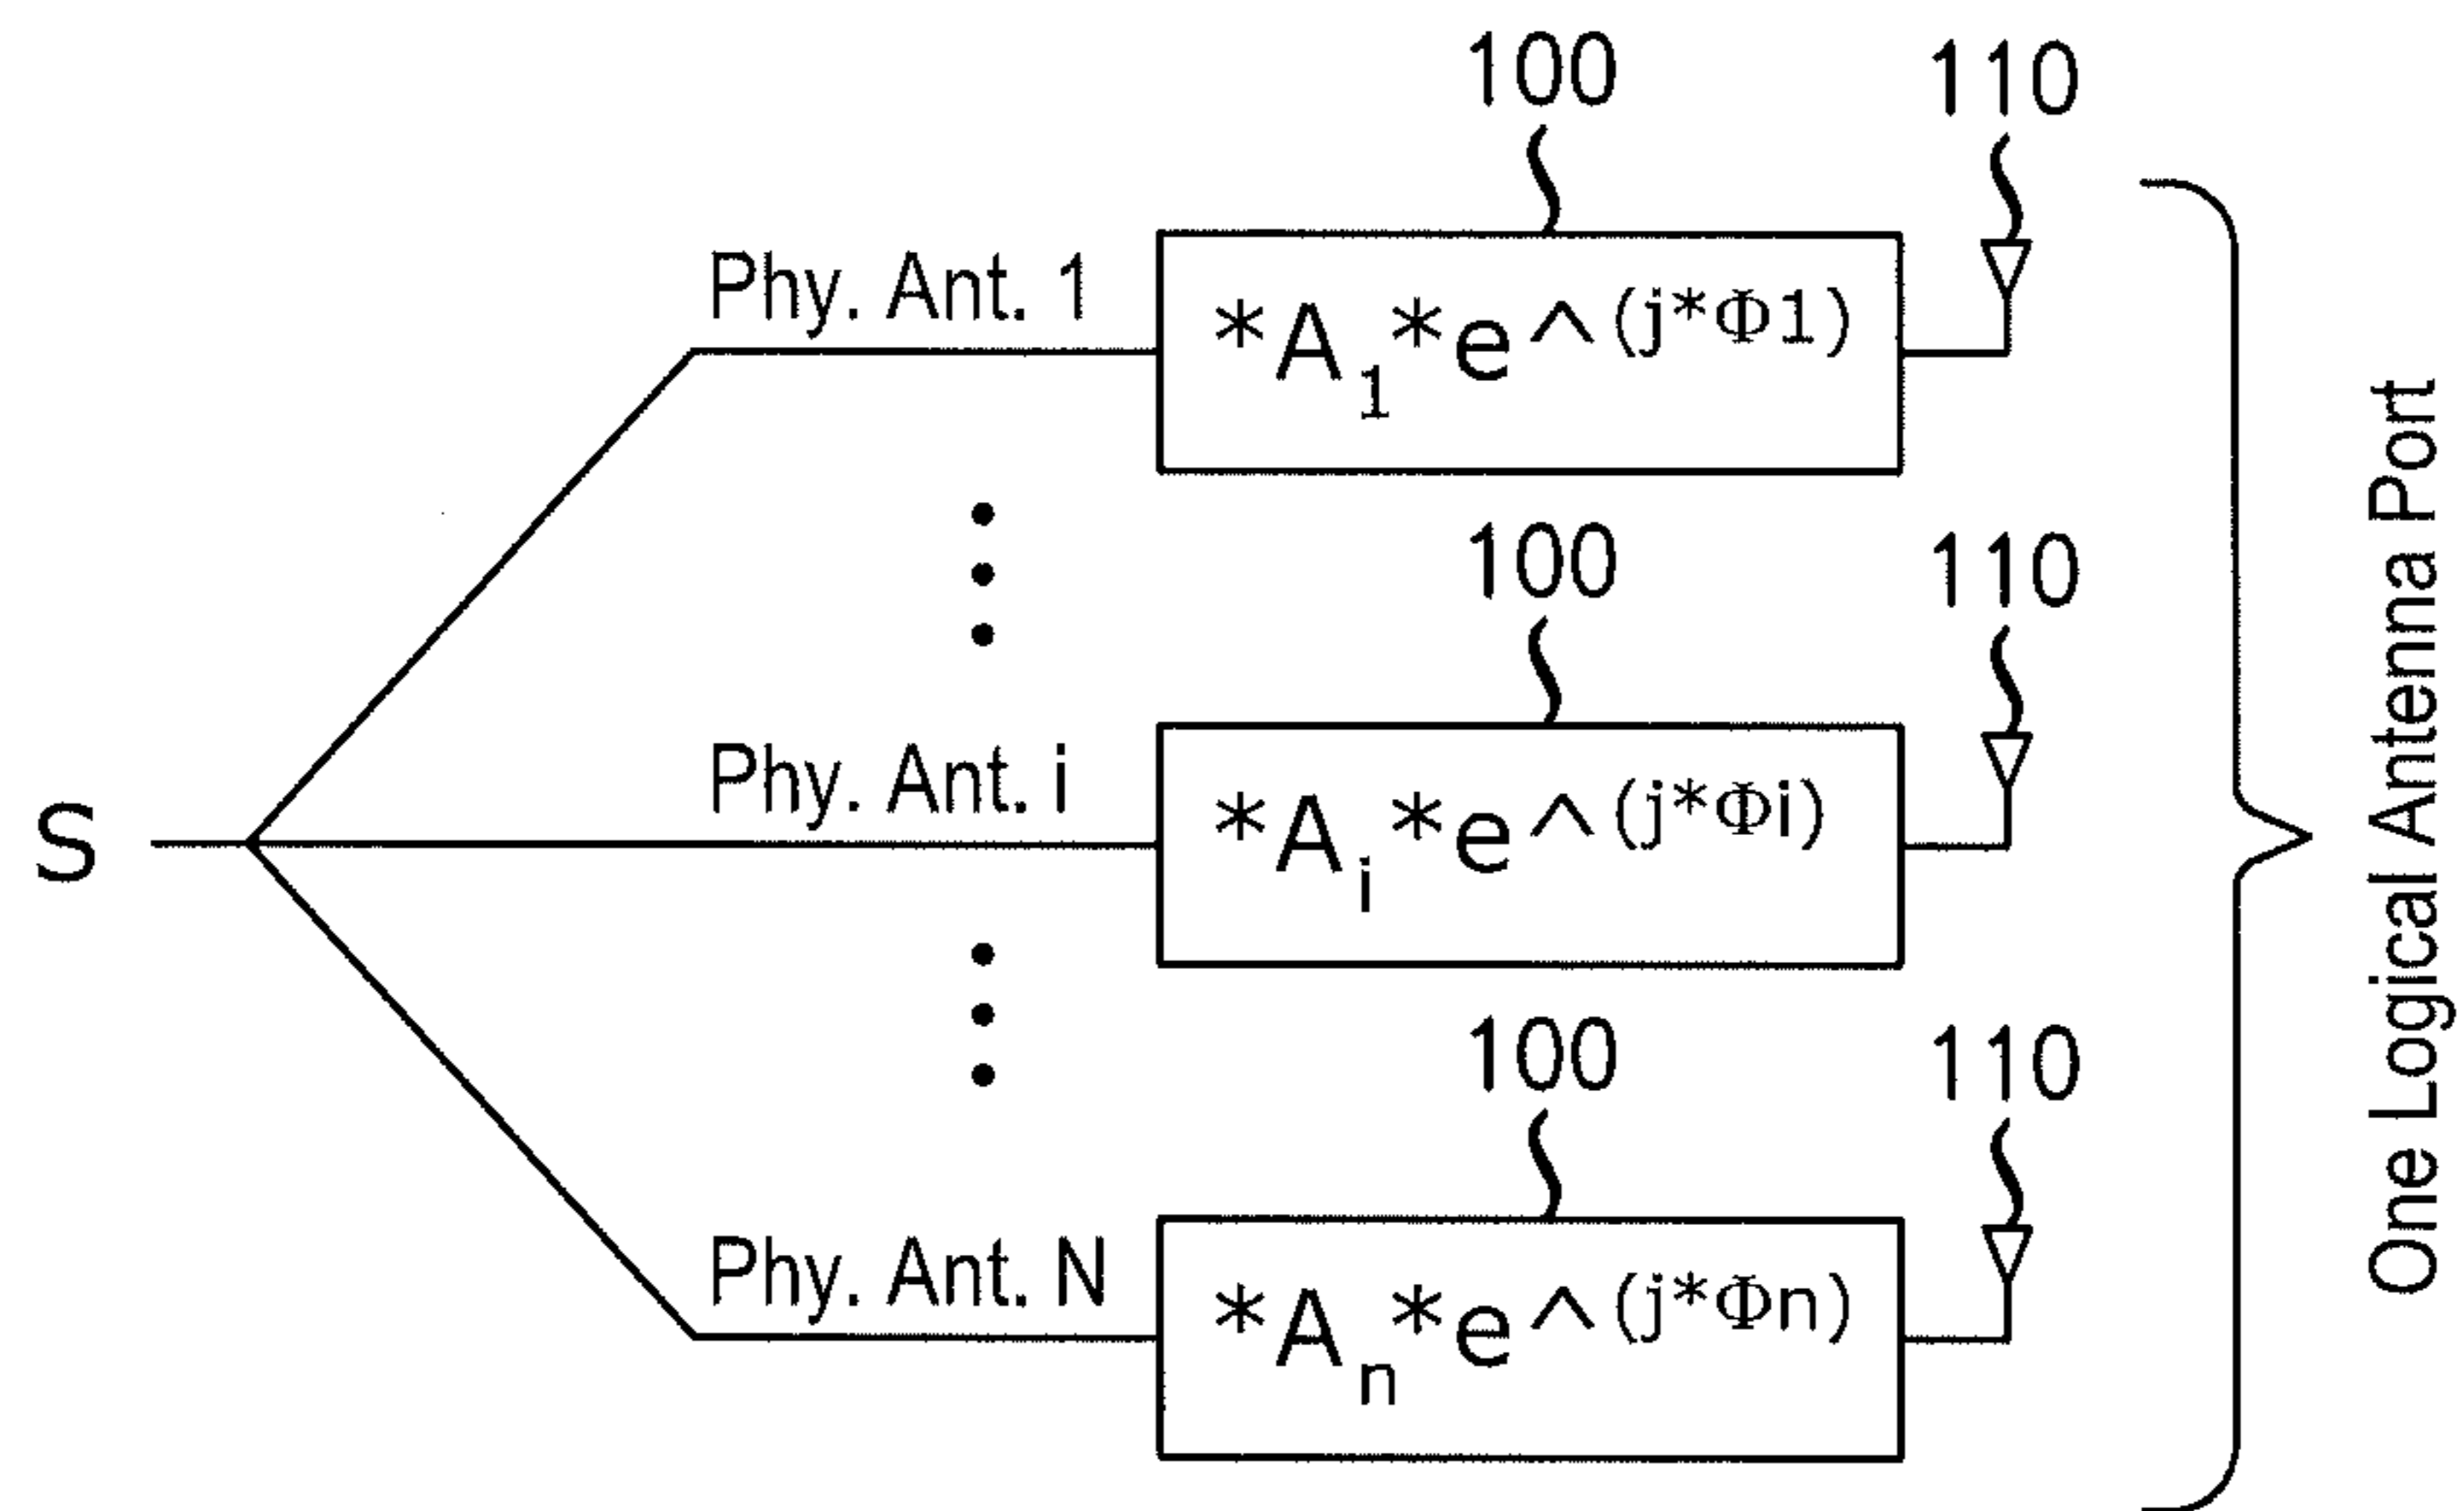 100
110
Phy. Ant. 1
*A₁*e^(j*Φ1)
100
110
Phy. Ant. i
S
*Aᵢ*e^(j*Φi)
100
110
Phy. Ant. N
*Aₙ*e^(j*Φn)
One Logical Antenna Port